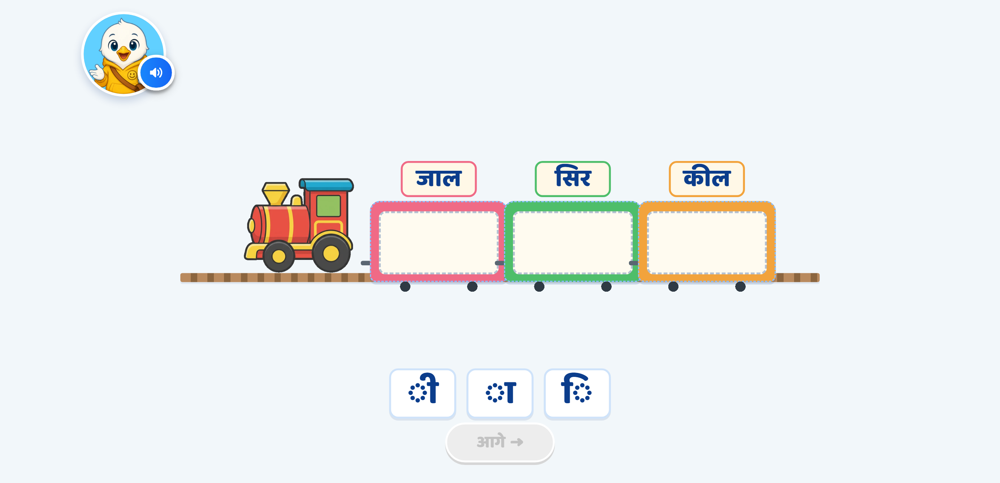 जाल सिर कील
ी ा ि
आगे →